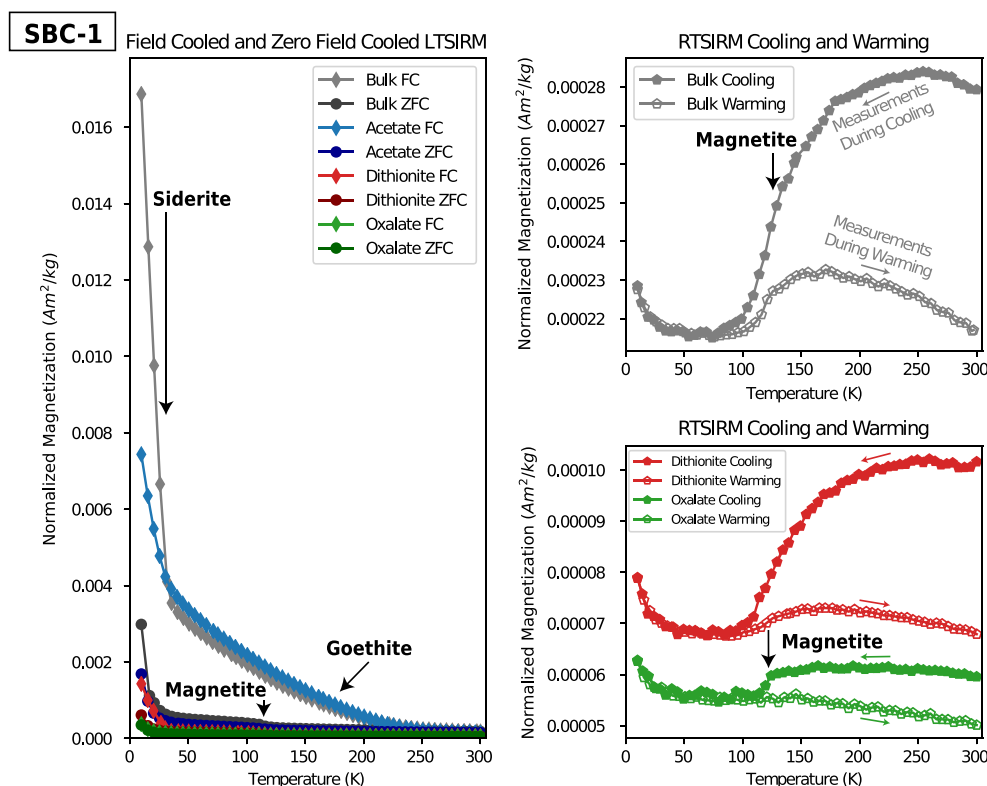 SBC-1
Field Cooled and Zero Field Cooled LTSIRM
Normalized Magnetization (Am²/kg)
0.016
0.014
0.012
0.010
0.008
0.006
0.004
0.002
0.000
Bulk FC
Bulk ZFC
Acetate FC
Acetate ZFC
Dithionite FC
Dithionite ZFC
Oxalate FC
Oxalate ZFC
Siderite
Goethite
Magnetite
0 50 100 150 200 250 300
Temperature (K)
RTSIRM Cooling and Warming
Normalized Magnetization (Am²/kg)
0.00028
0.00027
0.00026
0.00025
0.00024
0.00023
0.00022
Bulk Cooling
Bulk Warming
Measurements
During Cooling
Magnetite
Measurements
During Warming
0 50 100 150 200 250 300
Temperature (K)
RTSIRM Cooling and Warming
Normalized Magnetization (Am²/kg)
0.00010
0.00009
0.00008
0.00007
0.00006
0.00005
Dithionite Cooling
Dithionite Warming
Oxalate Cooling
Oxalate Warming
Magnetite
0 50 100 150 200 250 300
Temperature (K)